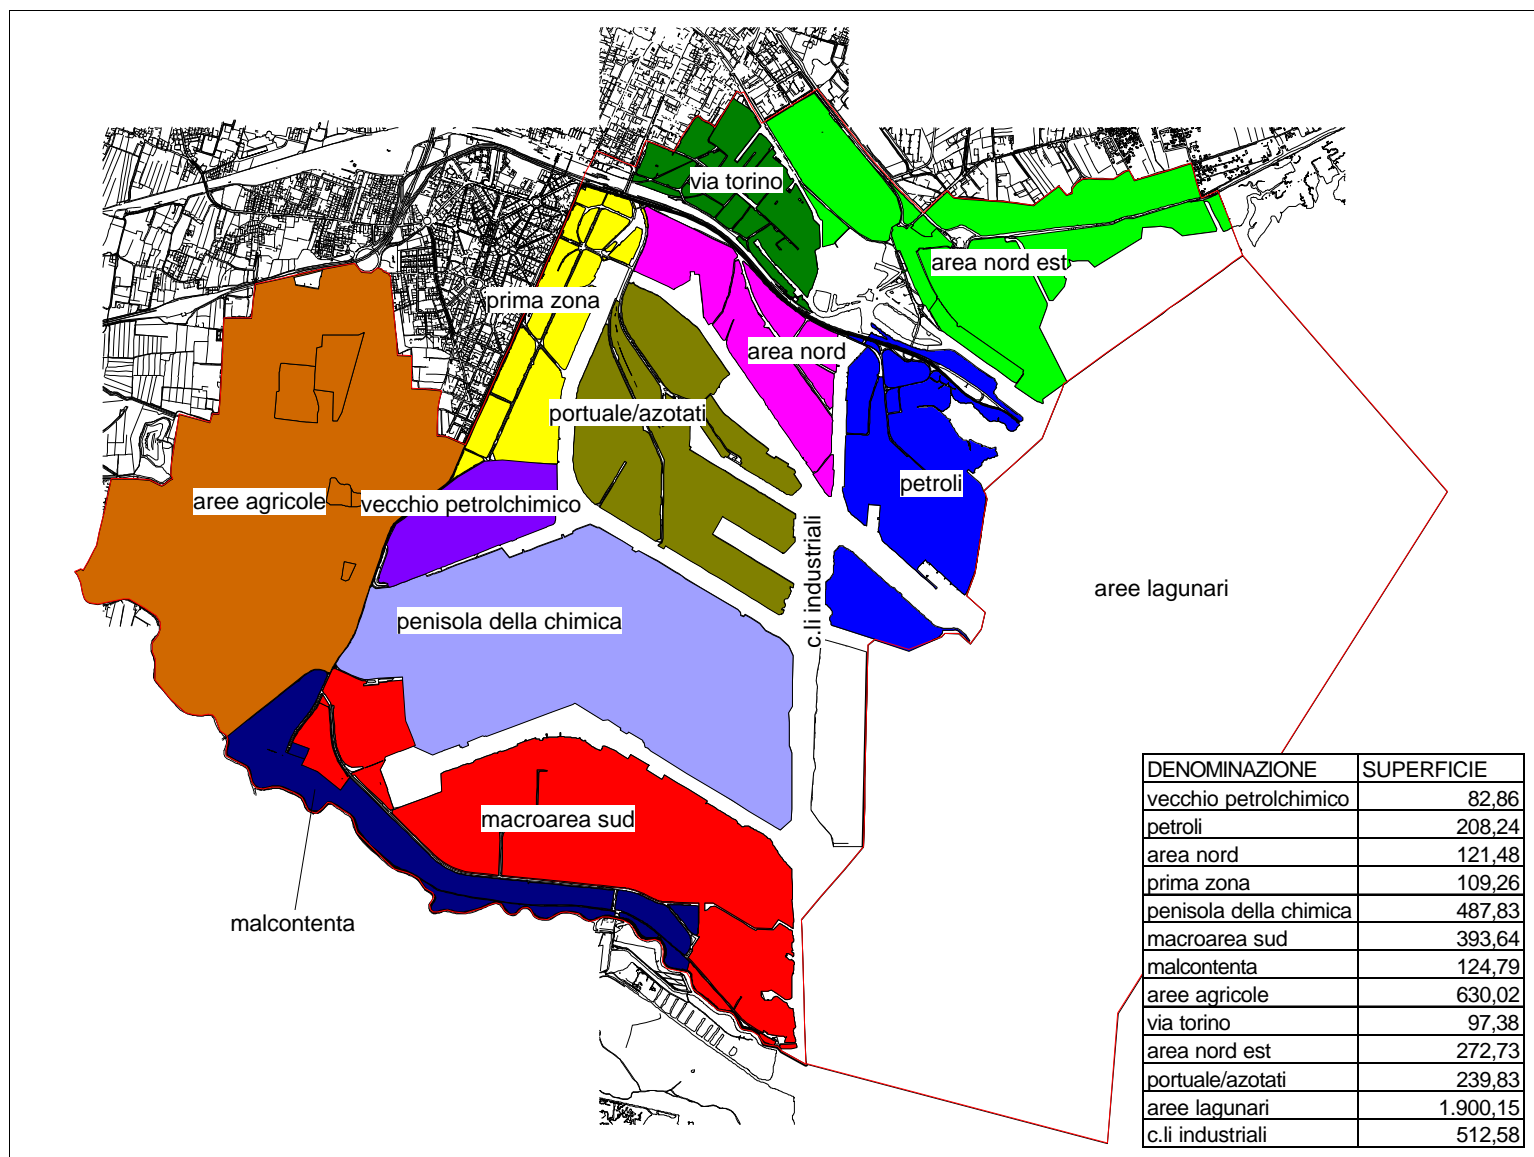 via torino
area nord est
prima zona
area nord
portuale/azotati
petroli
aree agricole
vecchio petrolchimico
c.li industriali
aree lagunari
penisola della chimica
macroarea sud
malcontenta
DENOMINAZIONE SUPERFICIE
vecchio petrolchimico 82,86
petroli 208,24
area nord 121,48
prima zona 109,26
penisola della chimica 487,83
macroarea sud 393,64
malcontenta 124,79
aree agricole 630,02
via torino 97,38
area nord est 272,73
portuale/azotati 239,83
aree lagunari 1.900,15
c.li industriali 512,58